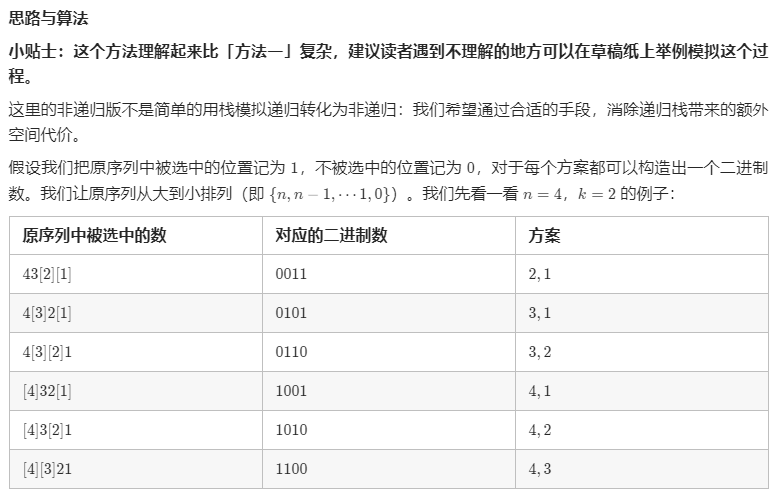 思路与算法
小贴士：这个方法理解起来比「方法一」复杂，建议读者遇到不理解的地方可以在草稿纸上举例模拟这个过
程。
这里的非递归版不是简单的用栈模拟递归转化为非递归：我们希望通过合适的手段，消除递归栈带来的额外
空间代价。
假设我们把原序列中被选中的位置记为 1，不被选中的位置记为 0，对于每个方案都可以构造出一个二进制
数。我们让原序列从大到小排列（即 {n, n − 1, ⋯ 1, 0}）。我们先看一看 n = 4，k = 2 的例子：
原序列中被选中的数 对应的二进制数 方案
43[2][1] 0011 2, 1
4[3]2[1] 0101 3, 1
4[3][2]1 0110 3, 2
[4]32[1] 1001 4, 1
[4]3[2]1 1010 4, 2
[4][3]21 1100 4, 3